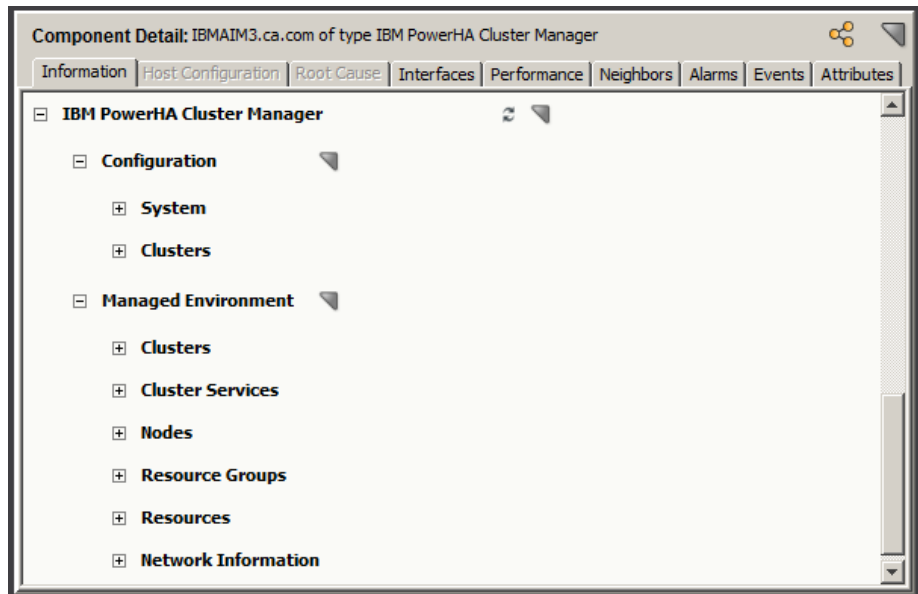 Component Detail: IBMAIM3.ca.com of type IBM PowerHA Cluster Manager
Information Host Configuration Root Cause Interfaces Performance Neighbors Alarms Events Attributes
IBM PowerHA Cluster Manager
Configuration
System
Clusters
Managed Environment
Clusters
Cluster Services
Nodes
Resource Groups
Resources
Network Information